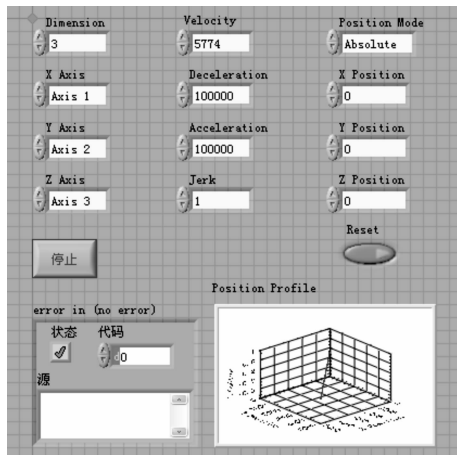 Dimension Velocity Position Mode
3 5774 Absolute
X Axis Deceleration X Position
Axis 1 100000 0
Y Axis Acceleration Y Position
Axis 2 100000 0
Z Axis Jerk Z Position
Axis 3 1 0
Reset
停止
Position Profile
error in (no error)
状态 代码
0
源